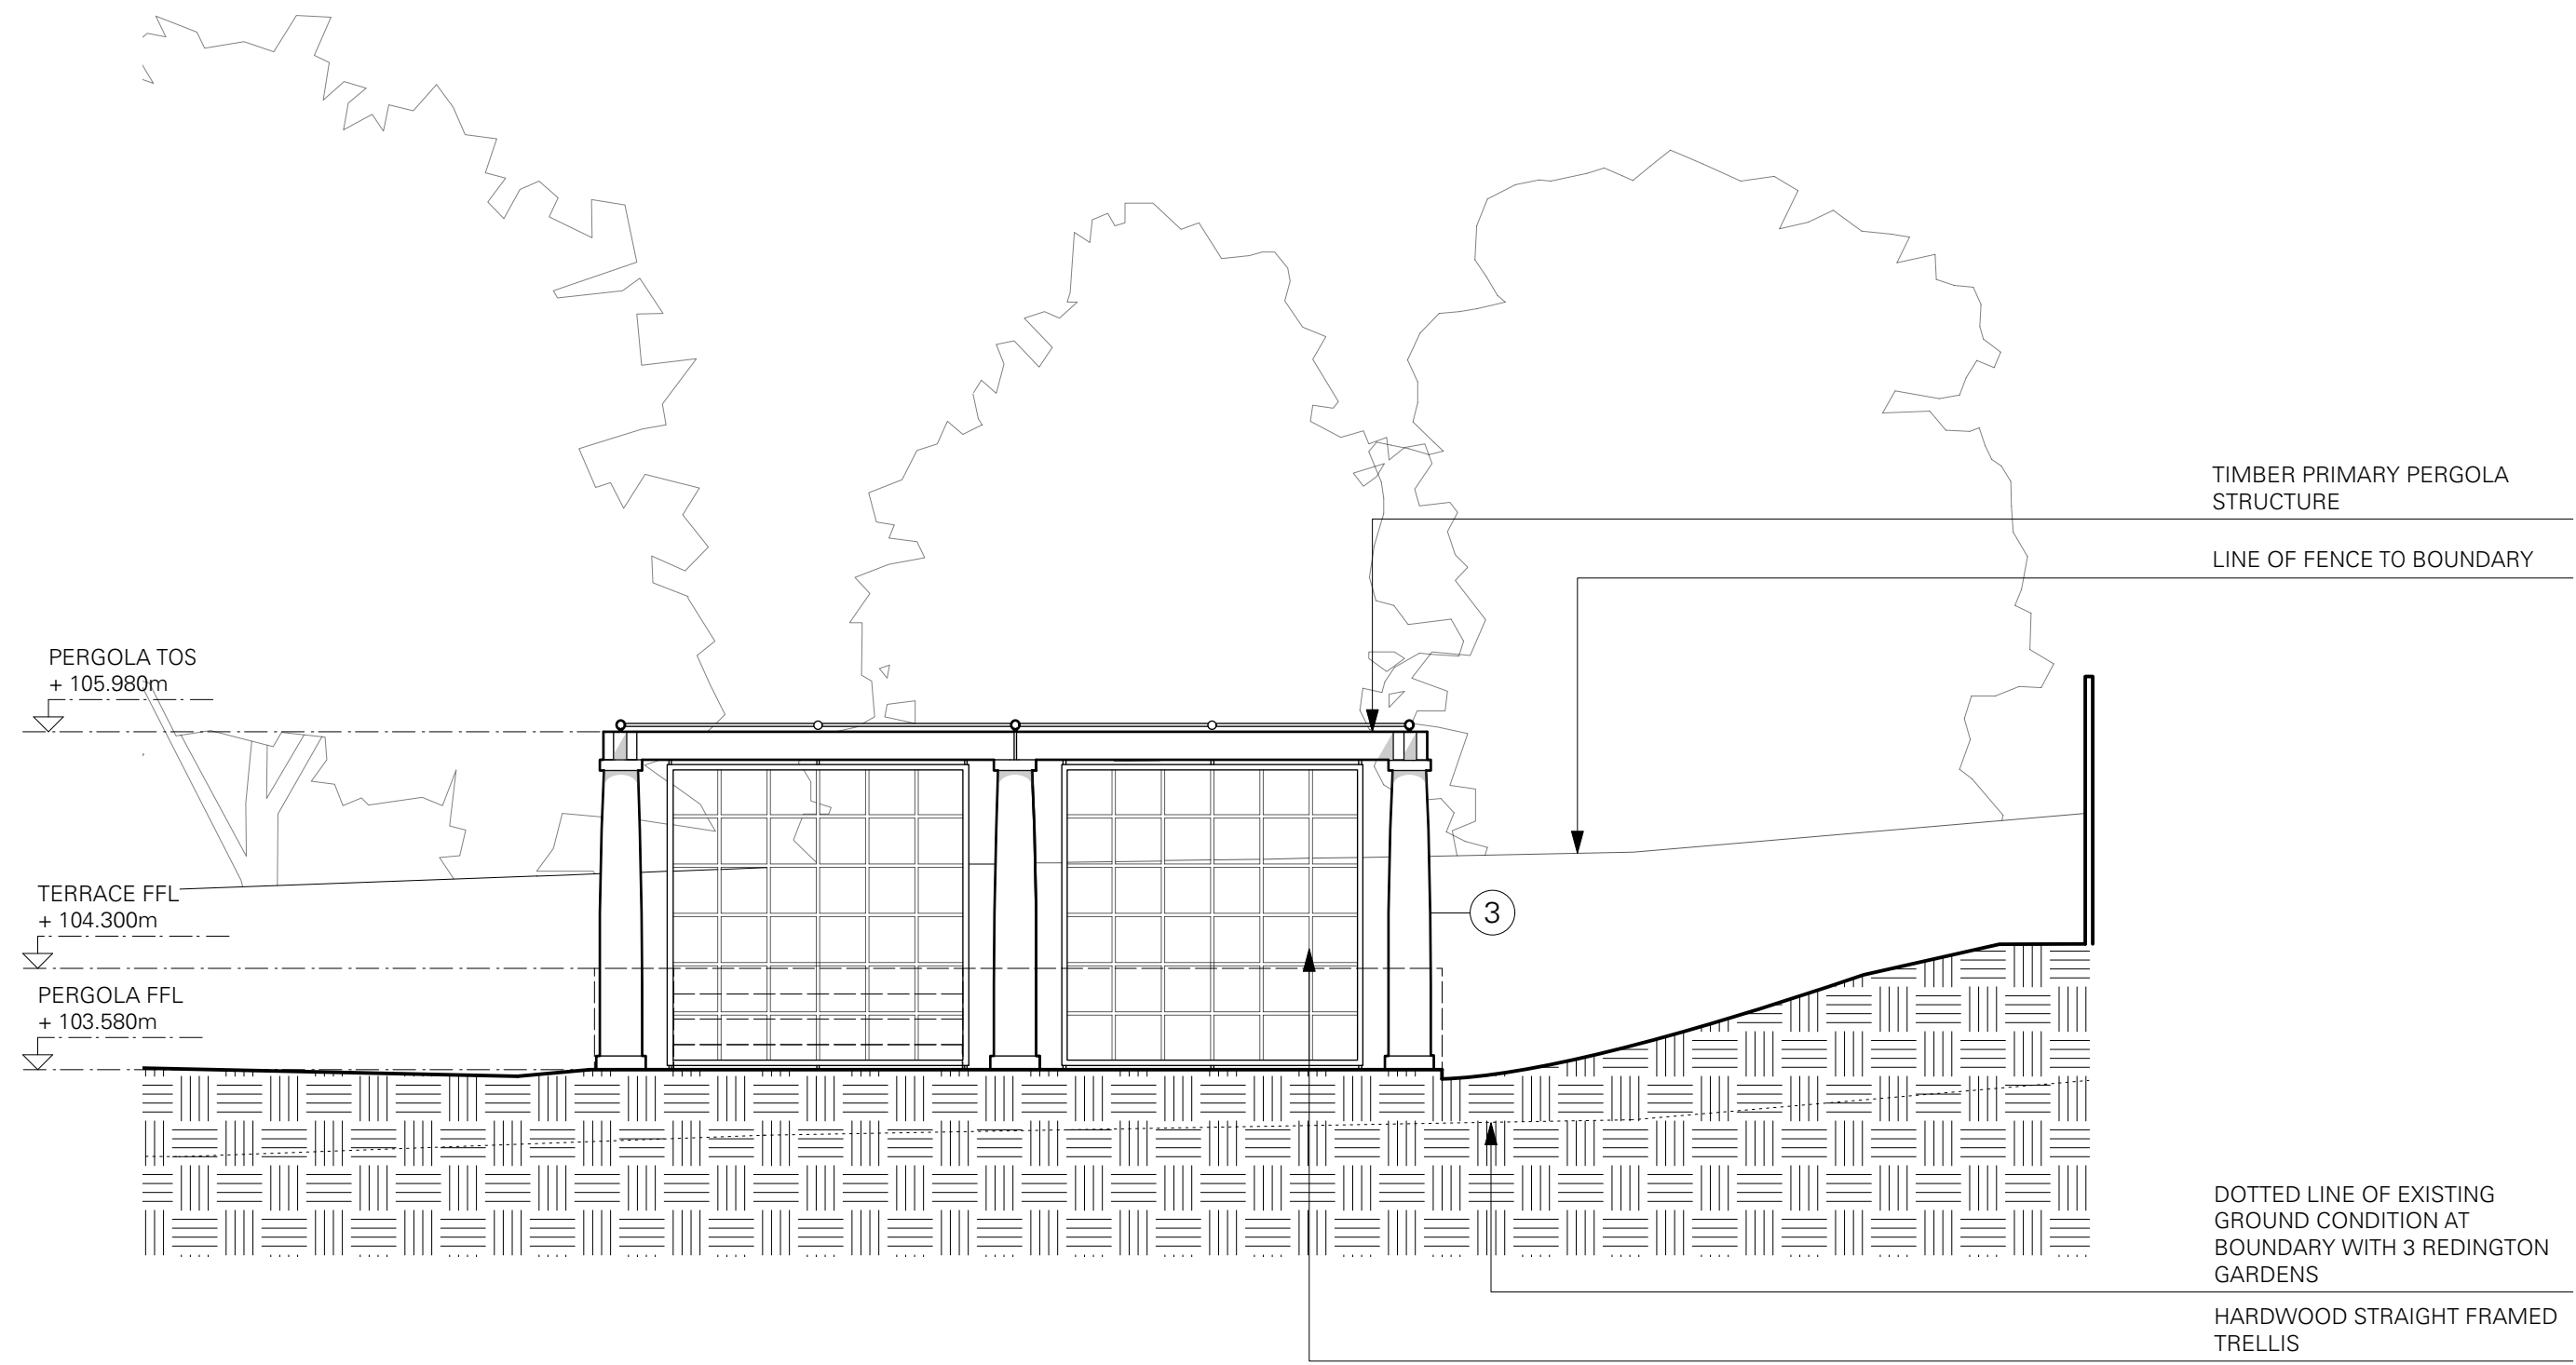 TIMBER PRIMARY PERGOLA
STRUCTURE
LINE OF FENCE TO BOUNDARY
PERGOLA TOS
+ 105.980m
TERRACE FFL
+ 104.300m
3
PERGOLA FFL
+ 103.580m
DOTTED LINE OF EXISTING
GROUND CONDITION AT
BOUNDARY WITH 3 REDINGTON
GARDENS
HARDWOOD STRAIGHT FRAMED
TRELLIS